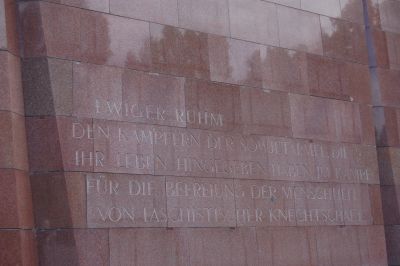 EWIGER RUHM
DEN KÄMPFERN DER SOWJETARMEE, DIE
IHR LEBEN HINGEGEBEN HABEN IM KAMPF
FÜR DIE BEFREIUNG DER MENSCHHEIT
VON FASCHISTISCHER KNECHTSCHAFT